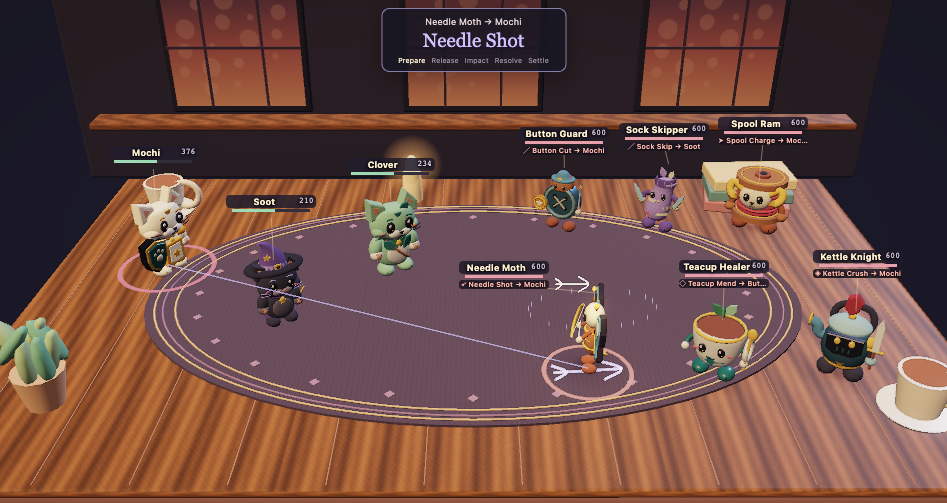 Needle Moth → Mochi
Needle Shot
Prepare Release Impact Resolve Settle
Mochi 376
Soot 210
Clover 234
Button Guard 600
Button Cut → Mochi
Sock Skipper 600
Sock Skip → Soot
Spool Ram 600
Spool Charge → Moc...
Needle Moth 600
Needle Shot → Mochi
Teacup Healer 600
Teacup Mend → But...
Kettle Knight 600
Kettle Crush → Mochi